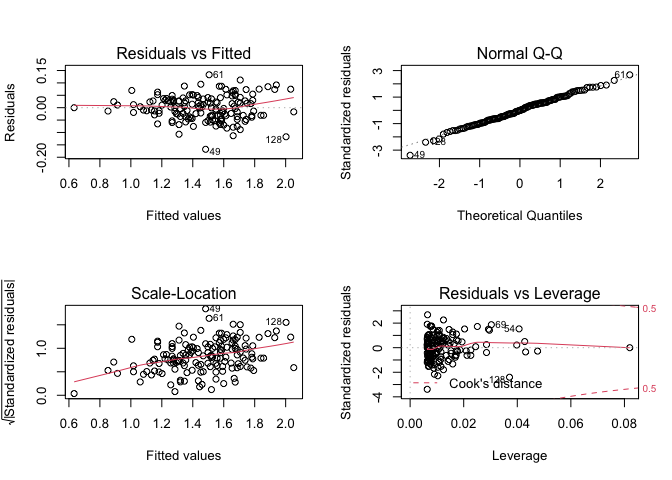 Residuals vs Fitted
Residuals
-0.20 0.00 0.15
61
128
49
0.6 0.8 1.0 1.2 1.4 1.6 1.8 2.0
Fitted values
Normal Q-Q
Standardized residuals
-3 -1 1 3
61
128
49
-2 -1 0 1 2
Theoretical Quantiles
Scale-Location
√|Standardized residuals|
0.0 1.0
49
61
128
0.6 0.8 1.0 1.2 1.4 1.6 1.8 2.0
Fitted values
Residuals vs Leverage
Standardized residuals
-4 -2 0 2
69
54
128
Cook's distance
0.5
0.5
0.00 0.02 0.04 0.06 0.08
Leverage